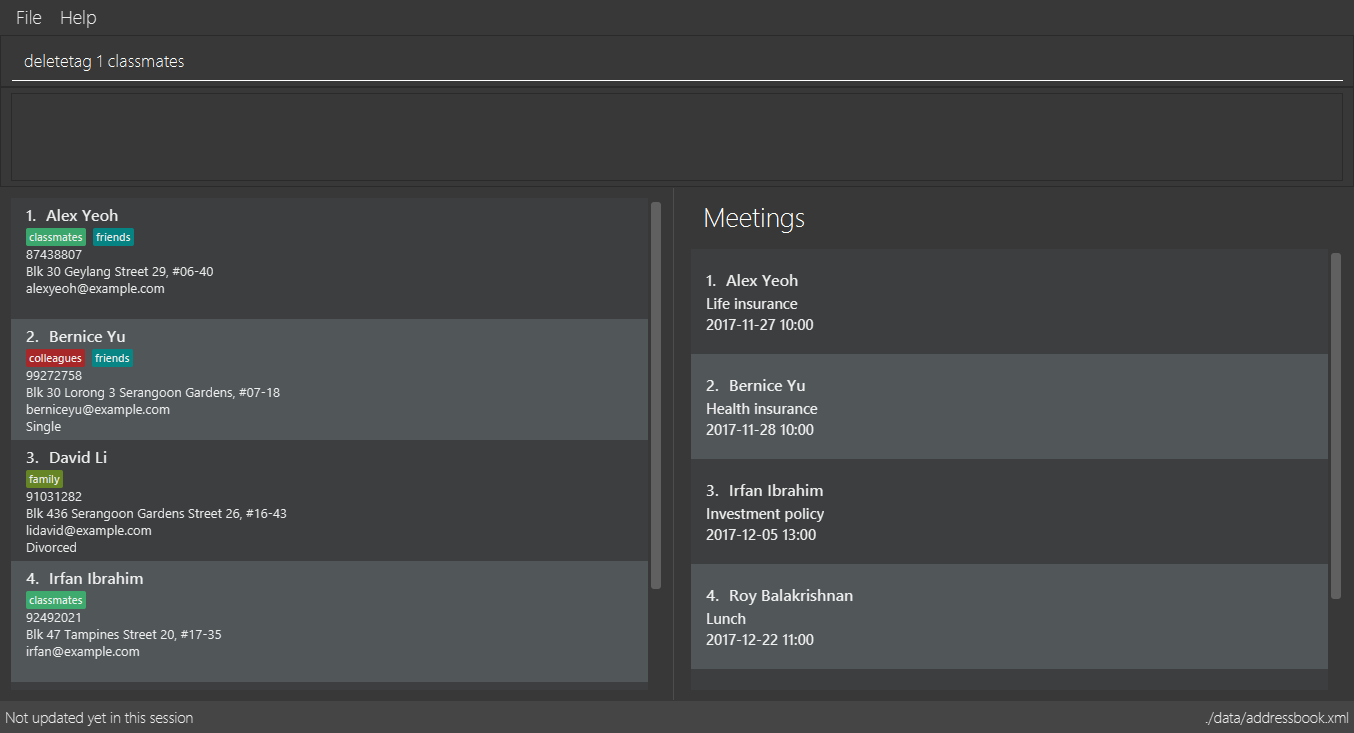 File Help
deletetag 1 classmates
1. Alex Yeoh
classmates friends
87438807
Blk 30 Geylang Street 29, #06-40
alexyeoh@example.com
2. Bernice Yu
colleagues friends
99272758
Blk 30 Lorong 3 Serangoon Gardens, #07-18
berniceyu@example.com
Single
3. David Li
family
91031282
Blk 436 Serangoon Gardens Street 26, #16-43
lidavid@example.com
Divorced
4. Irfan Ibrahim
classmates
92492021
Blk 47 Tampines Street 20, #17-35
irfan@example.com
Meetings
1. Alex Yeoh
Life insurance
2017-11-27 10:00
2. Bernice Yu
Health insurance
2017-11-28 10:00
3. Irfan Ibrahim
Investment policy
2017-12-05 13:00
4. Roy Balakrishnan
Lunch
2017-12-22 11:00
Not updated yet in this session
./data/addressbook.xml